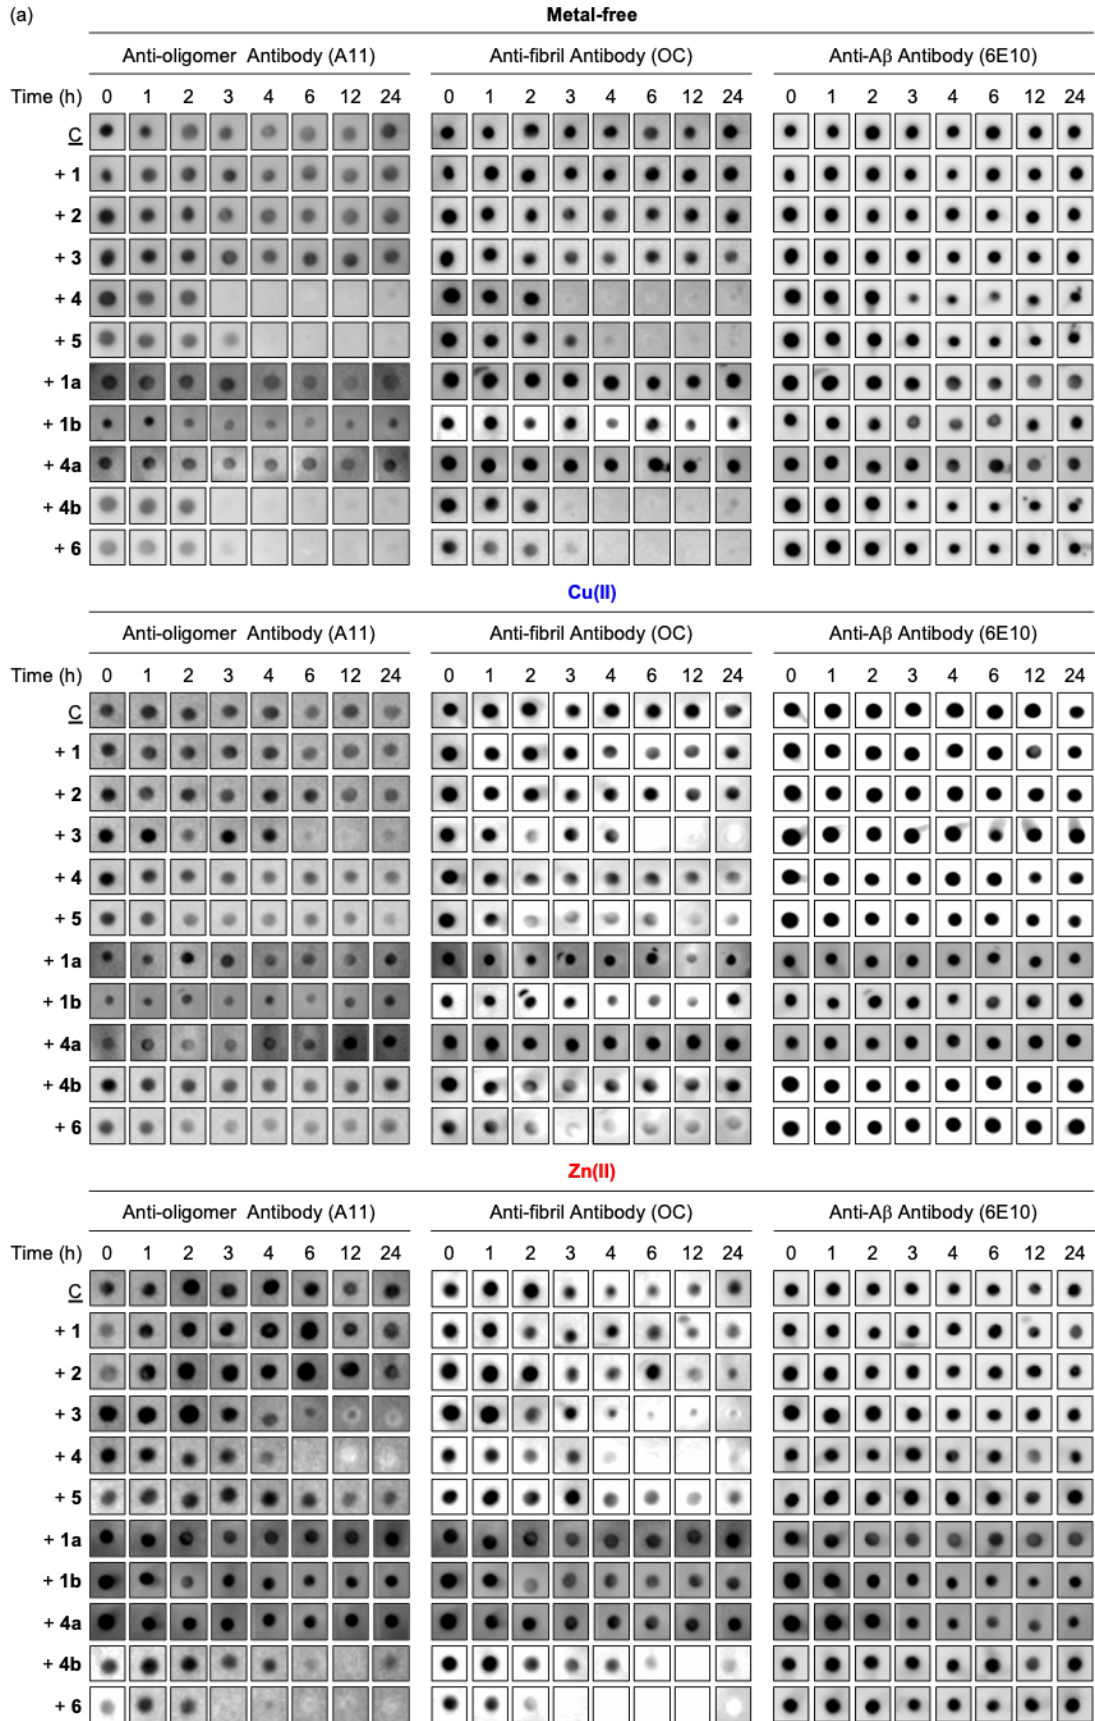 (a)
Metal-free
Anti-oligomer Antibody (A11) Anti-fibril Antibody (OC) Anti-Aβ Antibody (6E10)
Time (h) 0 1 2 3 4 6 12 24 0 1 2 3 4 6 12 24 0 1 2 3 4 6 12 24
C
+ 1
+ 2
+ 3
+ 4
+ 5
+ 1a
+ 1b
+ 4a
+ 4b
+ 6
Cu(II)
Anti-oligomer Antibody (A11) Anti-fibril Antibody (OC) Anti-Aβ Antibody (6E10)
Time (h) 0 1 2 3 4 6 12 24 0 1 2 3 4 6 12 24 0 1 2 3 4 6 12 24
C
+ 1
+ 2
+ 3
+ 4
+ 5
+ 1a
+ 1b
+ 4a
+ 4b
+ 6
Zn(II)
Anti-oligomer Antibody (A11) Anti-fibril Antibody (OC) Anti-Aβ Antibody (6E10)
Time (h) 0 1 2 3 4 6 12 24 0 1 2 3 4 6 12 24 0 1 2 3 4 6 12 24
C
+ 1
+ 2
+ 3
+ 4
+ 5
+ 1a
+ 1b
+ 4a
+ 4b
+ 6